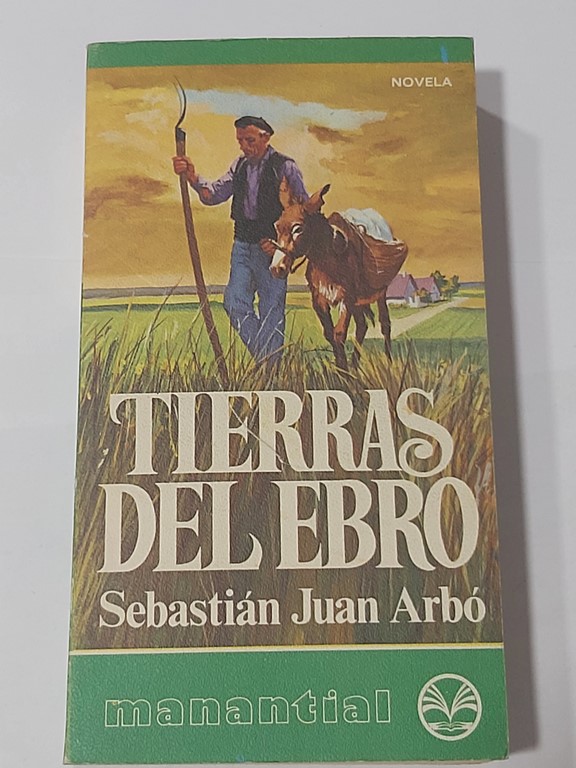 NOVELA
TIERRAS
DEL EBRO
Sebastián Juan Arbó
manantial